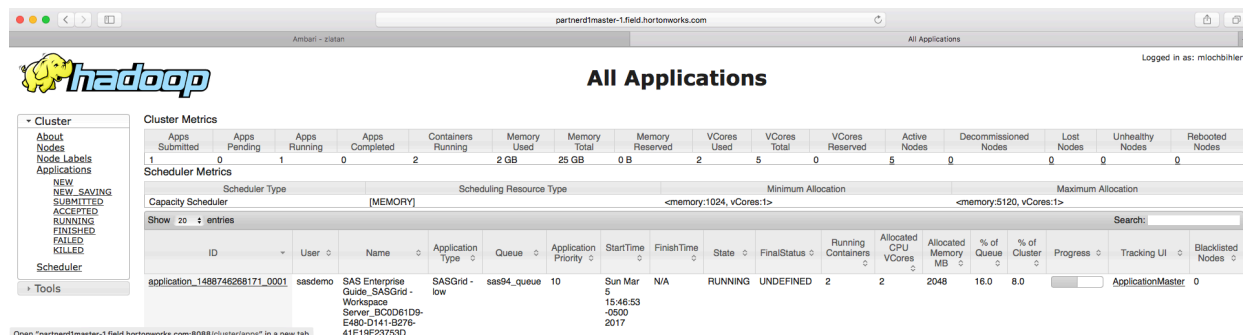 partnerd1master-1.field.hortonworks.com
Ambari - zlatan
All Applications
Logged in as: mlochbihler
hadoop
All Applications
Cluster
About
Nodes
Node Labels
Applications
NEW
NEW_SAVING
SUBMITTED
ACCEPTED
RUNNING
FINISHED
FAILED
KILLED
Scheduler
Tools
Cluster Metrics
Apps Submitted Apps Pending Apps Running Apps Completed Containers Running Memory Used Memory Total Memory Reserved VCores Used VCores Total VCores Reserved Active Nodes Decommissioned Nodes Lost Nodes Unhealthy Nodes Rebooted Nodes
1 0 1 0 2 2 GB 25 GB 0 B 2 5 0 5 0 0 0 0
Scheduler Metrics
Scheduler Type Scheduling Resource Type Minimum Allocation Maximum Allocation
Capacity Scheduler [MEMORY] <memory:1024, vCores:1> <memory:5120, vCores:1>
Show 20 entries Search:
ID User Name Application Type Queue Application Priority StartTime FinishTime State FinalStatus Running Containers Allocated CPU VCores Allocated Memory MB % of Queue % of Cluster Progress Tracking UI Blacklisted Nodes
application_1488746268171_0001 sasdemo SAS Enterprise Guide_SASGrid - Workspace Server_BC0D61D9-E480-D141-B276-41E19F23753D SASGrid - low sas94_queue 10 Sun Mar 5 15:46:53 -0500 2017 N/A RUNNING UNDEFINED 2 2 2048 16.0 8.0 ApplicationMaster 0
Open "partnerd1master-1.field.hortonworks.com:8088/cluster/apps" in a new tab